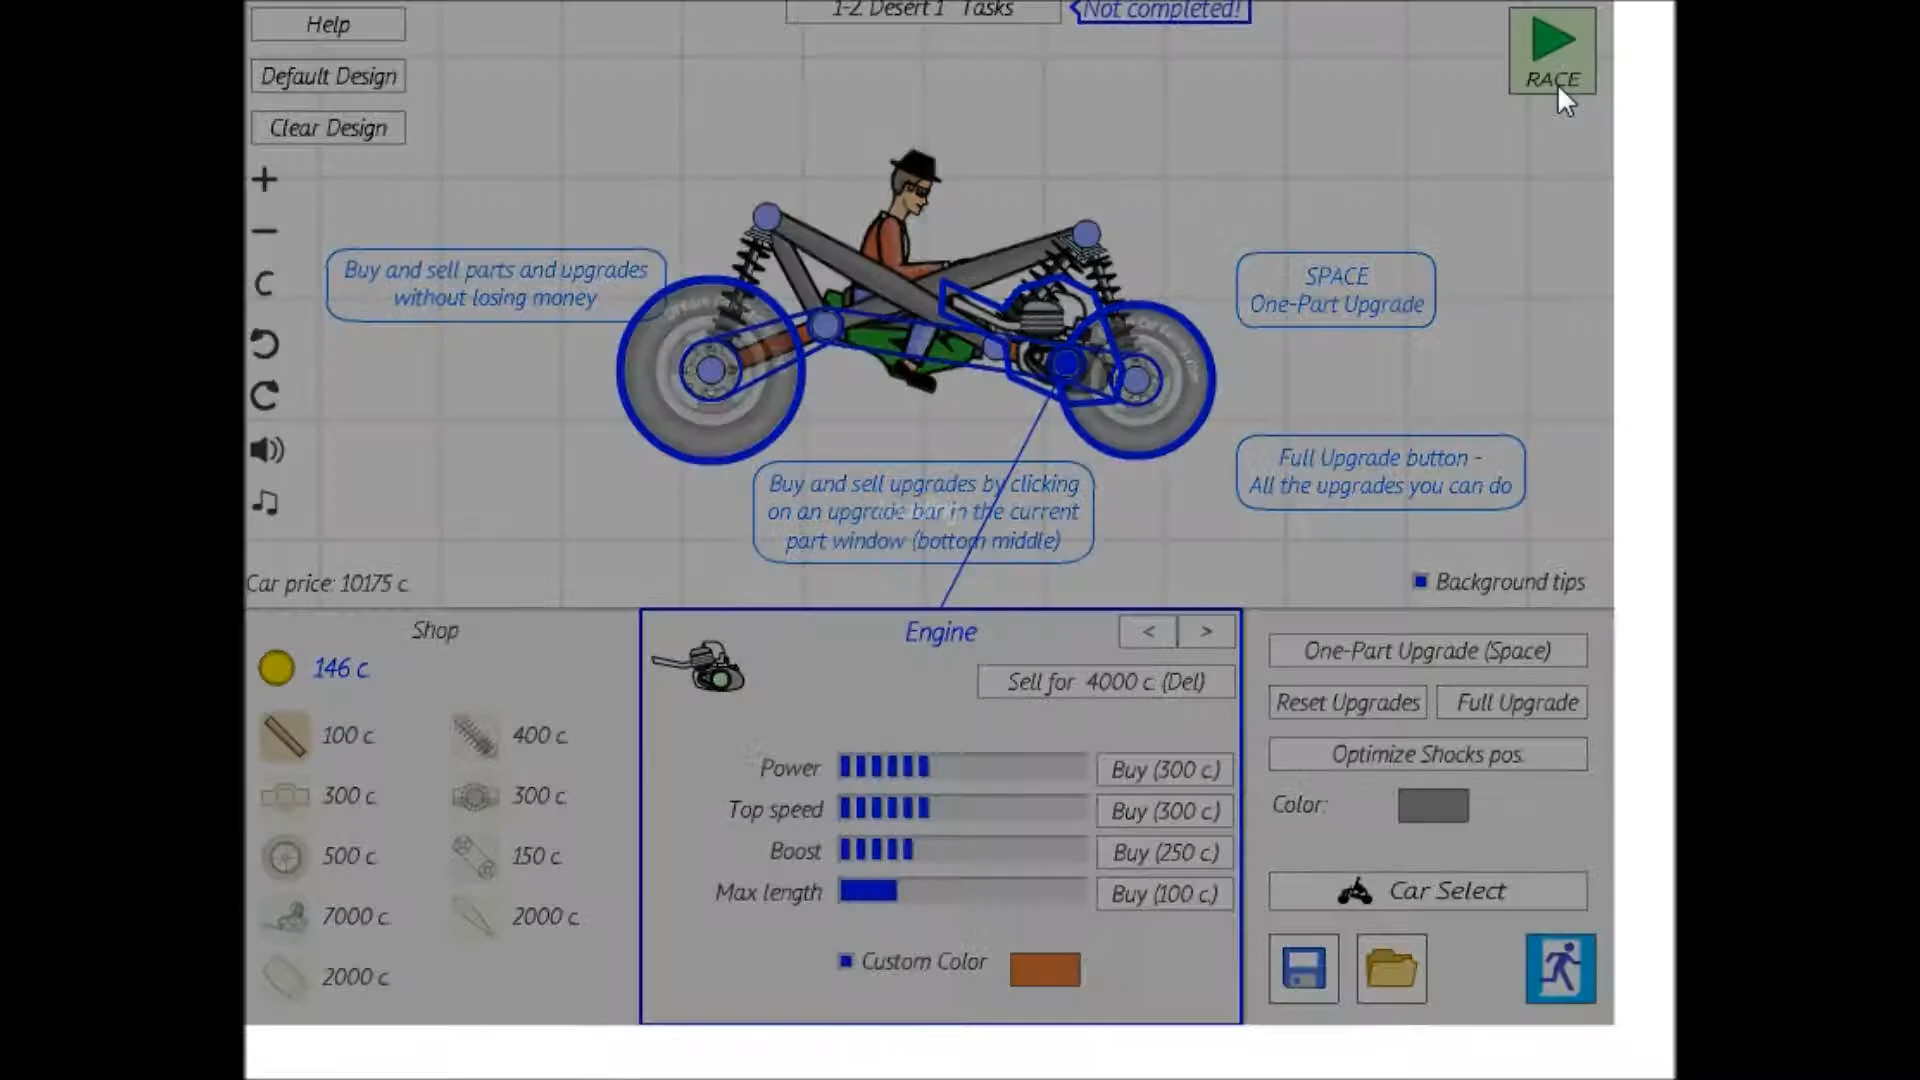 Help
1-2 Desert 1 Tasks
Not completed!
RACE
Default Design
Clear Design
C
Buy and sell parts and upgrades
without losing money
SPACE
One-Part Upgrade
Full Upgrade button -
All the upgrades you can do
Buy and sell upgrades by clicking
on an upgrade bar in the current
part window (bottom middle)
Car price: 10175 c.
Background tips
Shop
146 c.
100 c.
400 c.
300 c.
300 c.
500 c.
150 c.
7000 c.
2000 c.
2000 c.
Engine
< >
Sell for 4000 c. (Del)
Power Buy (300 c.)
Top speed Buy (300 c.)
Boost Buy (250 c.)
Max length Buy (100 c.)
Custom Color
One-Part Upgrade (Space)
Reset Upgrades Full Upgrade
Optimize Shocks pos.
Color:
Car Select